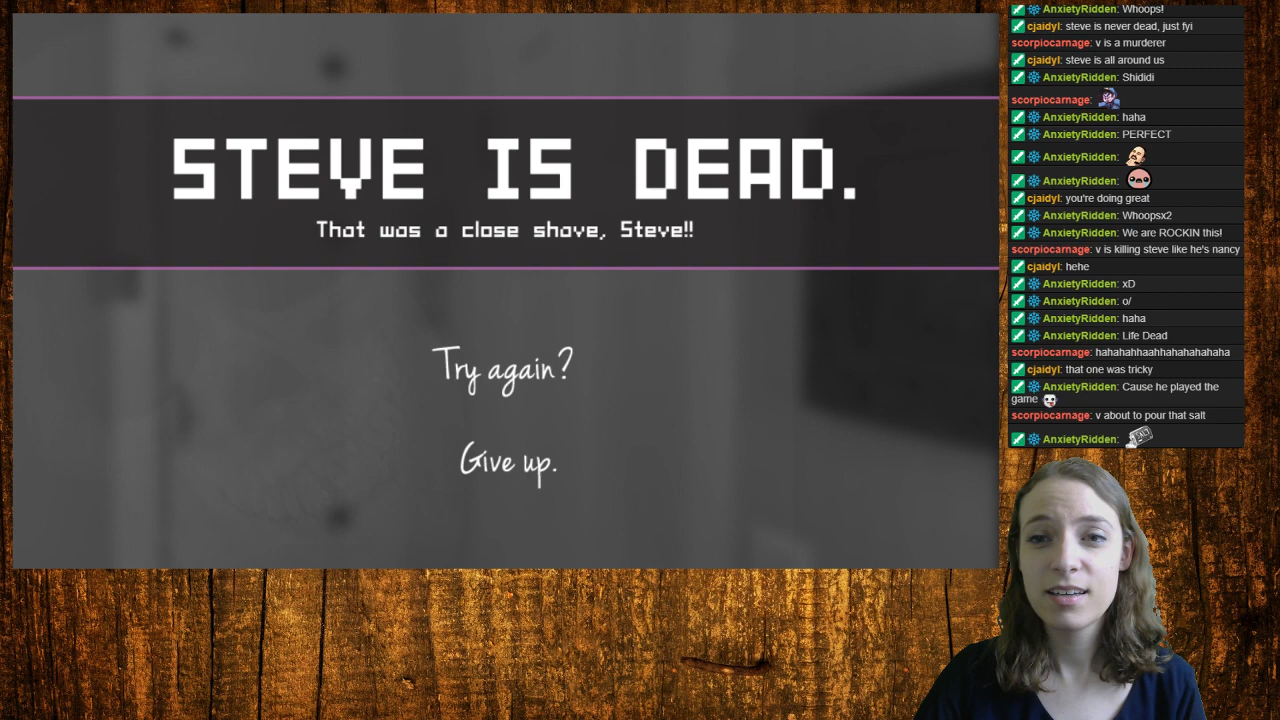 STEVE IS DEAD.
That was a close shave, Steve!!
Try again?
Give up.
AnxietyRidden: Whoops!
cjaidyl: steve is never dead, just fyi
scorpiocarnage: v is a murderer
cjaidyl: steve is all around us
AnxietyRidden: Shididi
scorpiocarnage:
AnxietyRidden: haha
AnxietyRidden: PERFECT
AnxietyRidden:
AnxietyRidden:
cjaidyl: you're doing great
AnxietyRidden: Whoopsx2
AnxietyRidden: We are ROCKIN this!
scorpiocarnage: v is killing steve like he's nancy
cjaidyl: hehe
AnxietyRidden: xD
AnxietyRidden: o/
AnxietyRidden: haha
AnxietyRidden: Life Dead
scorpiocarnage: hahahahhaahhahahahahaha
cjaidyl: that one was tricky
AnxietyRidden: Cause he played the
game
scorpiocarnage: v about to pour that salt
AnxietyRidden: